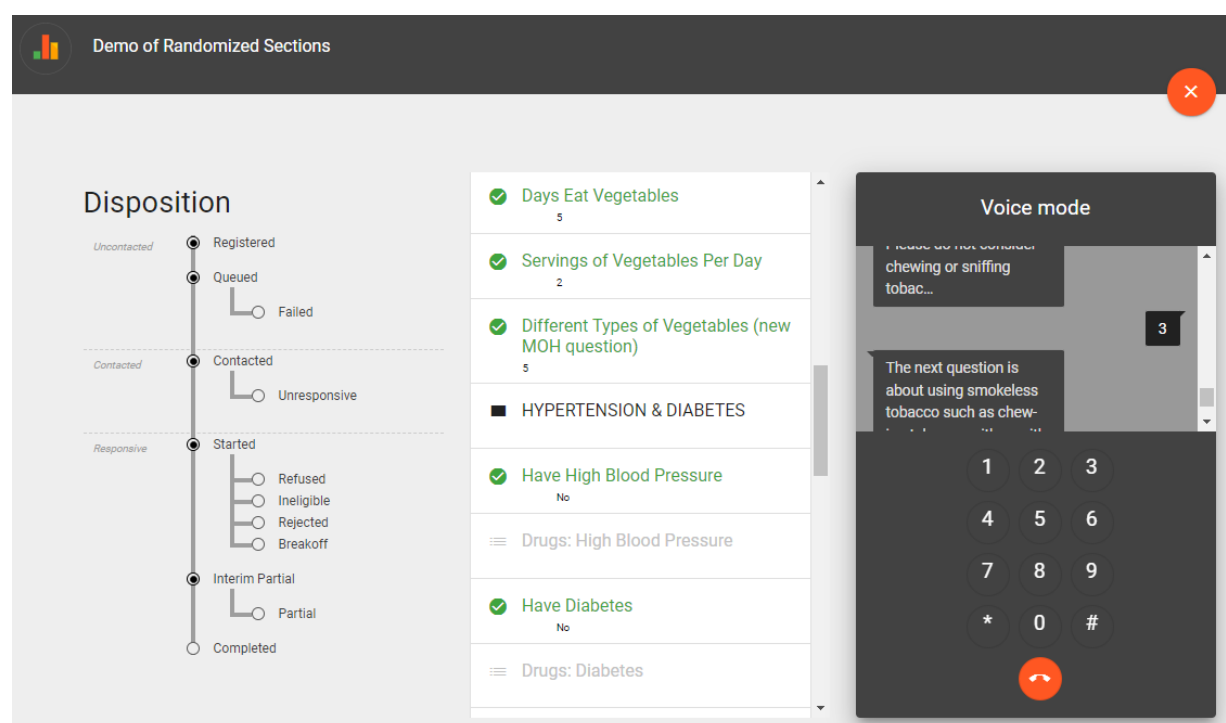 Demo of Randomized Sections
Disposition
Uncontacted
Registered
Queued
Failed
Contacted
Contacted
Unresponsive
Responsive
Started
Refused
Ineligible
Rejected
Breakoff
Interim Partial
Partial
Completed
Days Eat Vegetables
5
Servings of Vegetables Per Day
2
Different Types of Vegetables (new
MOH question)
5
HYPERTENSION & DIABETES
Have High Blood Pressure
No
Drugs: High Blood Pressure
Have Diabetes
No
Drugs: Diabetes
Voice mode
Please do not consider
chewing or sniffing
tobac...
3
The next question is
about using smokeless
tobacco such as chew-
1 2 3
4 5 6
7 8 9
* 0 #